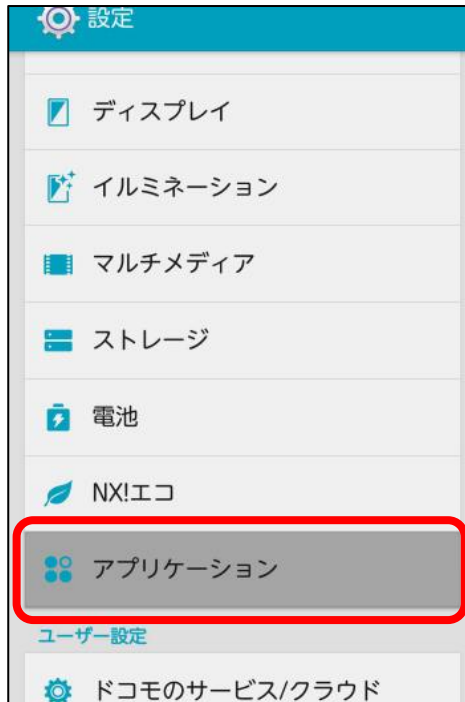 設定
ディスプレイ
イルミネーション
マルチメディア
ストレージ
電池
NX!エコ
アプリケーション
ユーザー設定
ドコモのサービス/クラウド